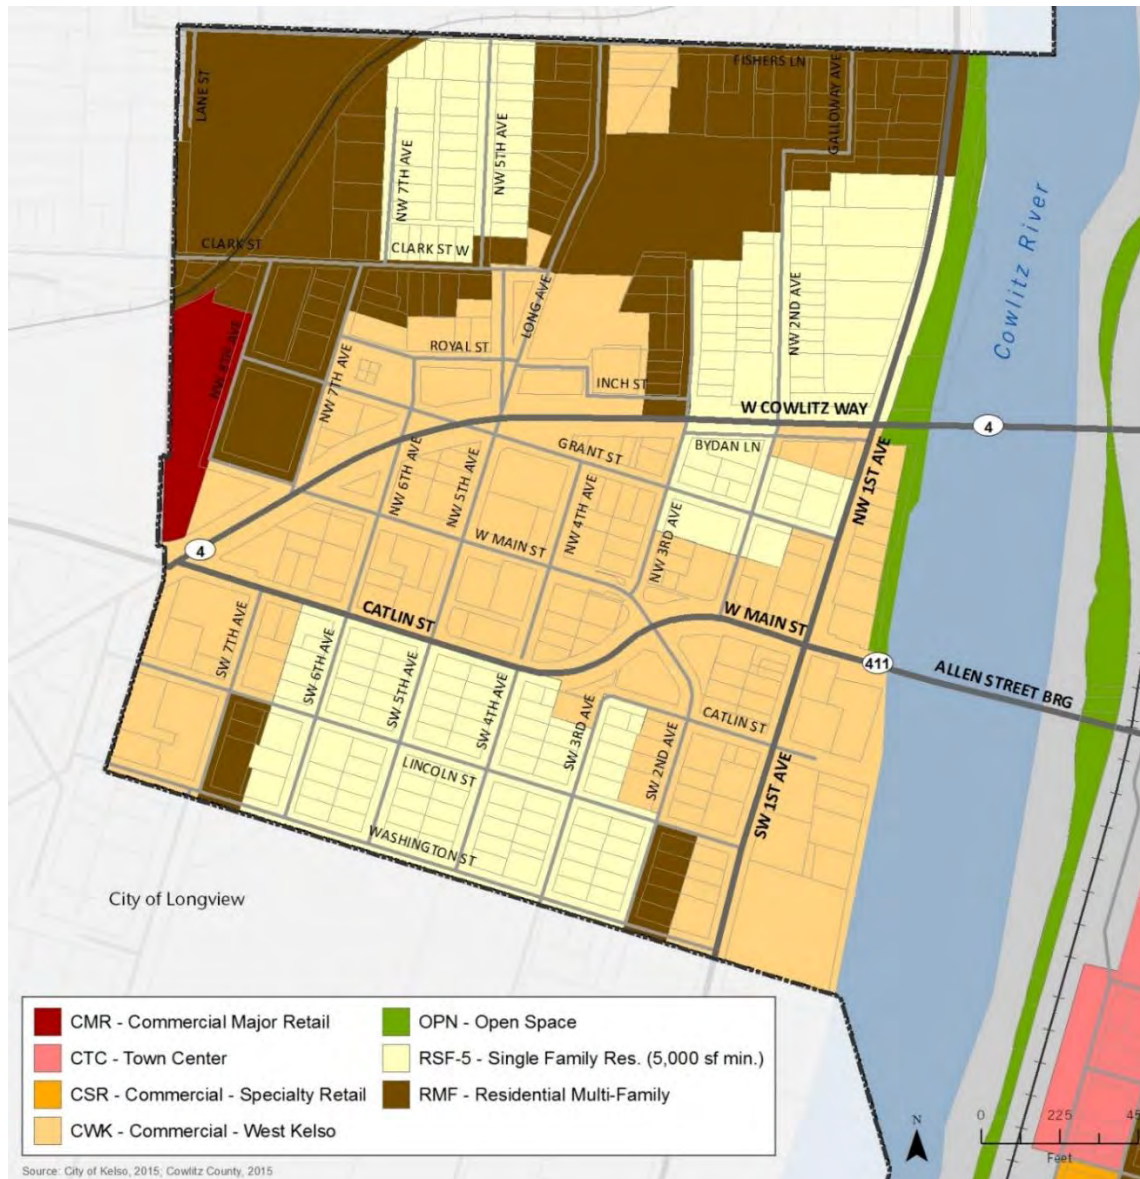 FISHERS LN
LANE ST
GALLOWAY AVE
NW 7TH AVE
NW 5TH AVE
Cowlitz River
CLARK ST
CLARK ST W
NW 2ND AVE
LONG AVE
ROYAL ST
NW 8TH AVE
NW 7TH AVE
INCH ST
W COWLITZ WAY
4
GRANT ST
BYDAN LN
NW 6TH AVE
NW 5TH AVE
NW 4TH AVE
NW 3RD AVE
NW 1ST AVE
W MAIN ST
4
CATLIN ST
W MAIN ST
411
ALLEN STREET BRG
SW 7TH AVE
SW 6TH AVE
SW 5TH AVE
SW 4TH AVE
SW 3RD AVE
SW 2ND AVE
CATLIN ST
SW 1ST AVE
LINCOLN ST
WASHINGTON ST
City of Longview
CMR - Commercial Major Retail
CTC - Town Center
CSR - Commercial - Specialty Retail
CWK - Commercial - West Kelso
OPN - Open Space
RSF-5 - Single Family Res. (5,000 sf min.)
RMF - Residential Multi-Family
N
0 225 45
Feet
Source: City of Kelso, 2015; Cowlitz County, 2015